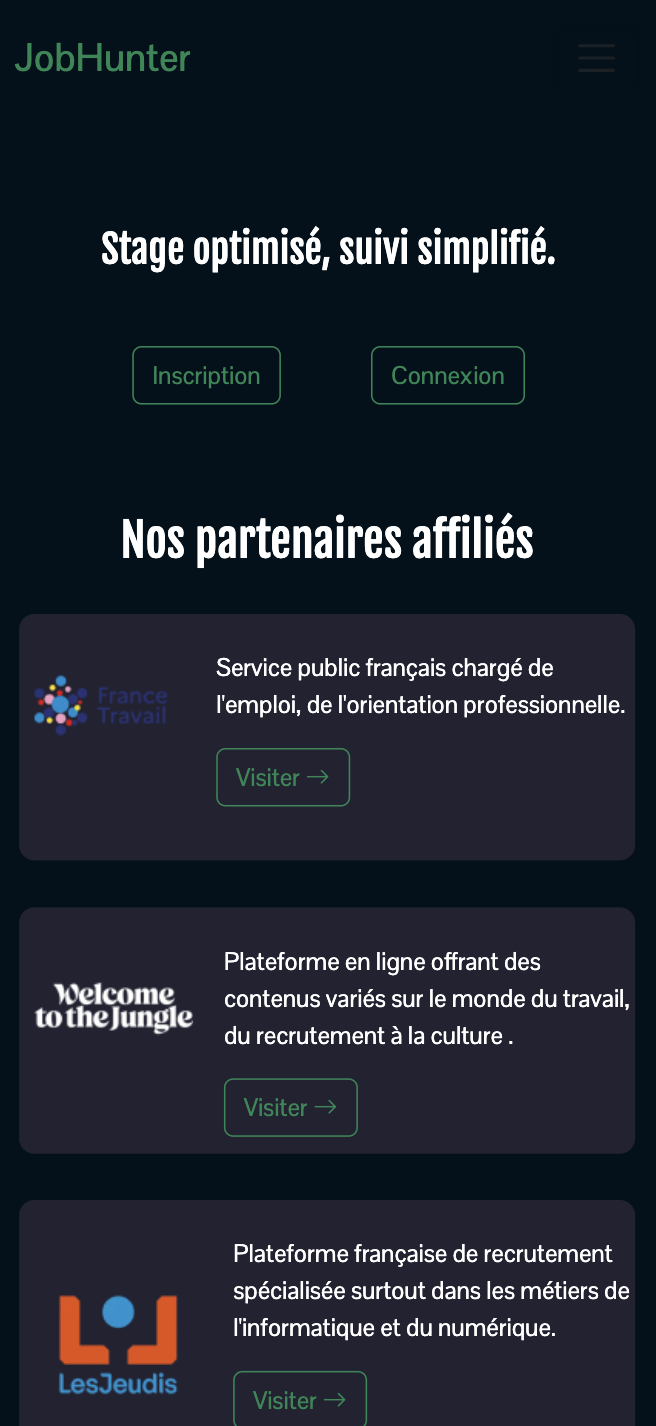 JobHunter
Stage optimisé, suivi simplifié.
Inscription
Connexion
Nos partenaires affiliés
France
Travail
Service public français chargé de
l'emploi, de l'orientation professionnelle.
Visiter →
Welcome
to the Jungle
Plateforme en ligne offrant des
contenus variés sur le monde du travail,
du recrutement à la culture .
Visiter →
LesJeudis
Plateforme française de recrutement
spécialisée surtout dans les métiers de
l'informatique et du numérique.
Visiter →